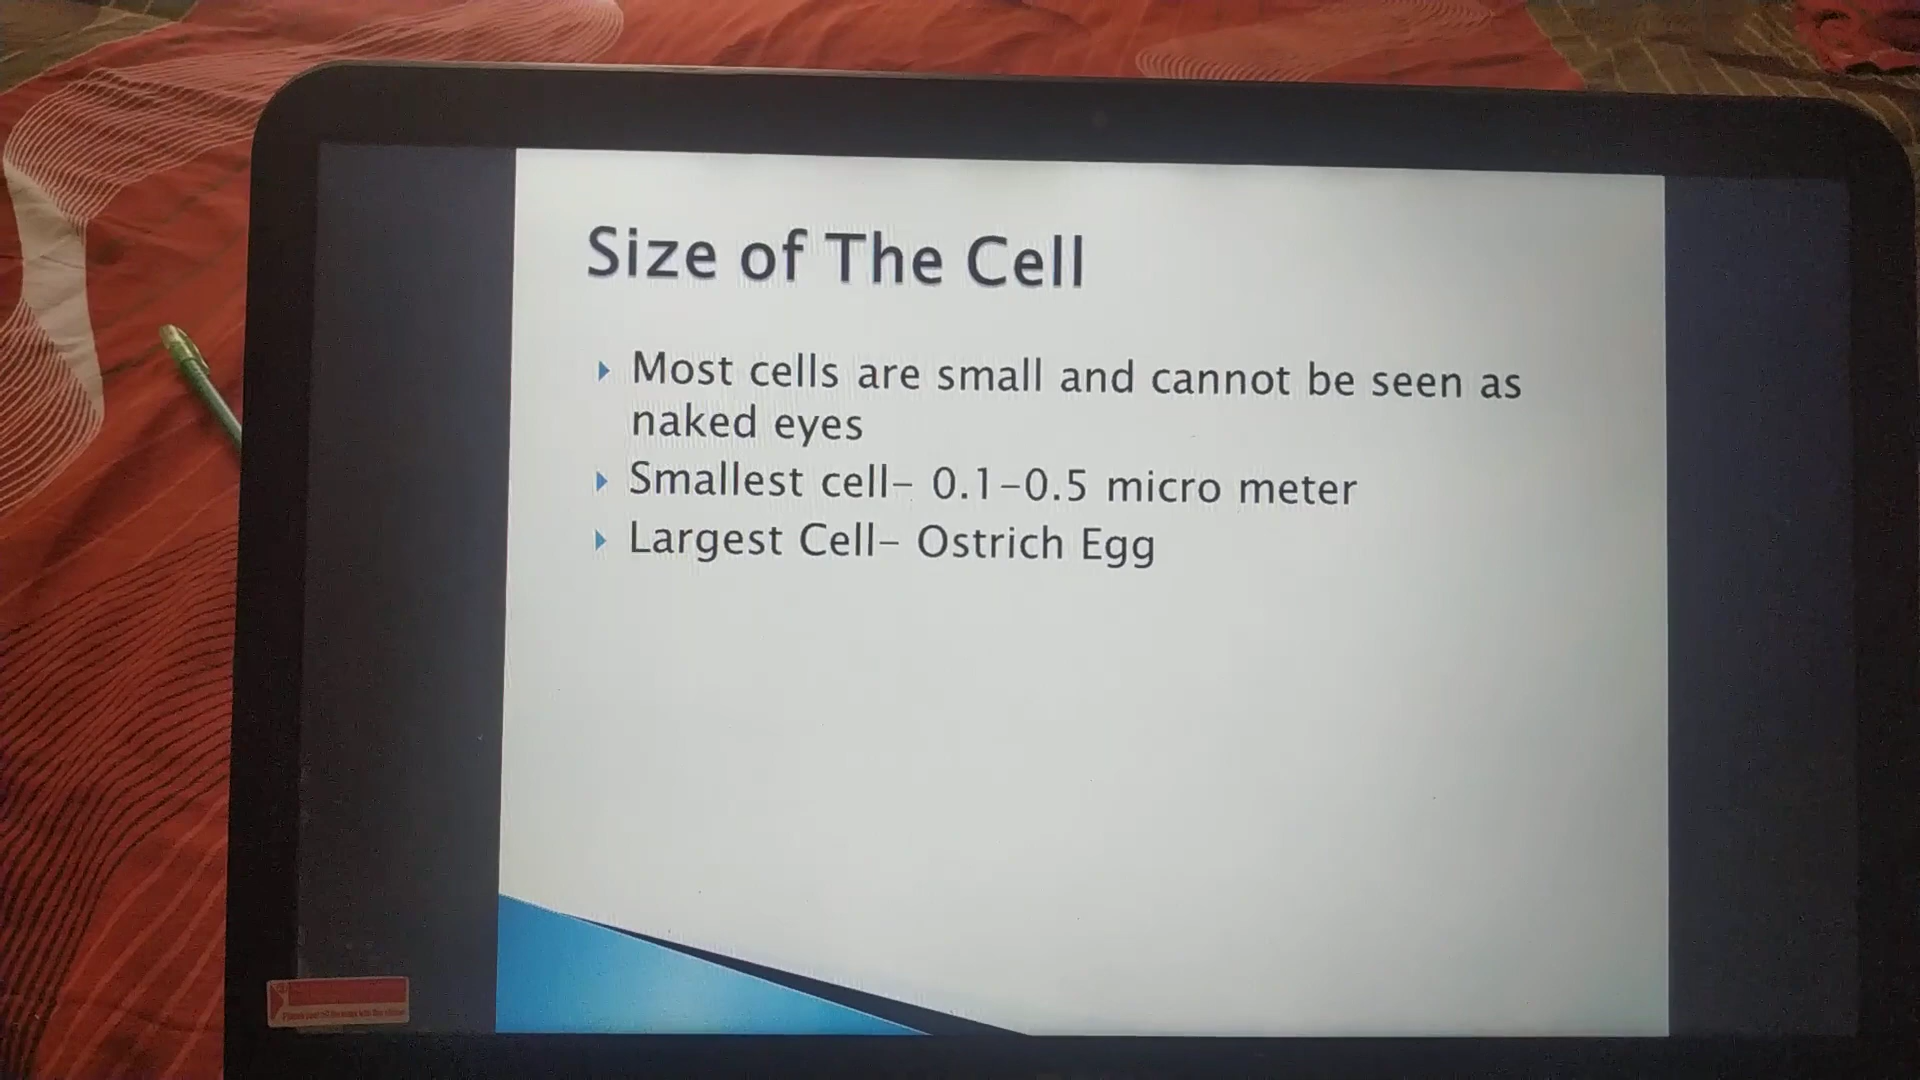 Size of The Cell
Most cells are small and cannot be seen as
naked eyes
Smallest cell- 0.1-0.5 micro meter
Largest Cell- Ostrich Egg